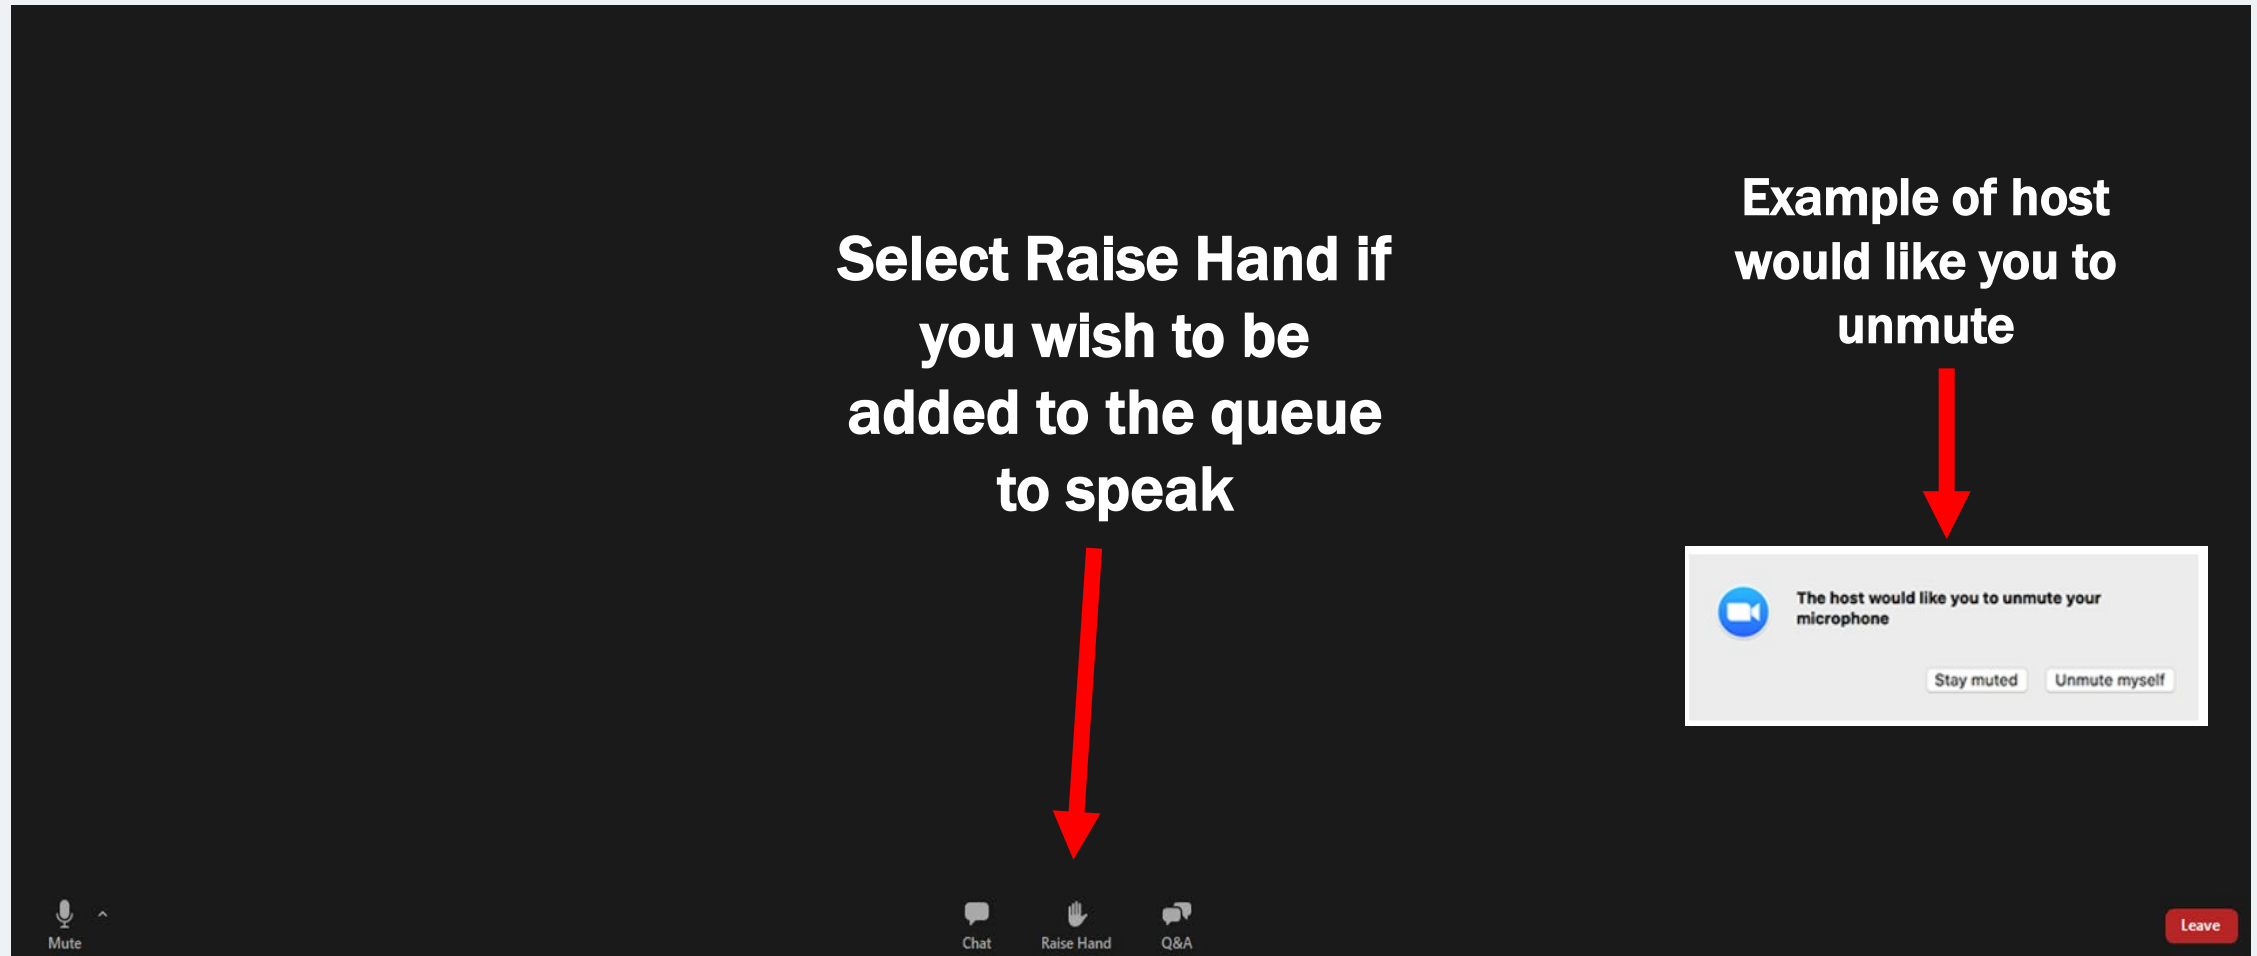 Select Raise Hand if
you wish to be
added to the queue
to speak
Example of host
would like you to
unmute
The host would like you to unmute your
microphone
Stay muted
Unmute myself
Mute
Chat
Raise Hand
Q&A
Leave